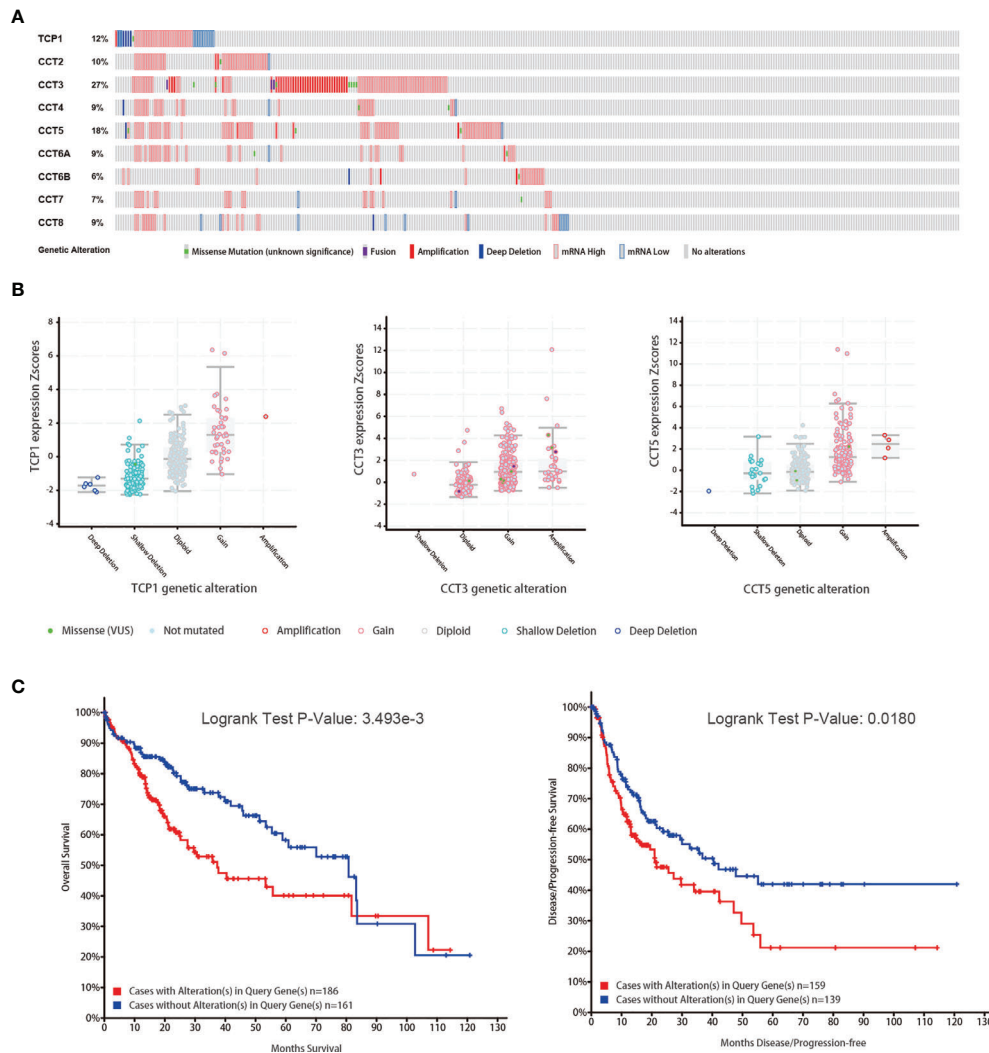 A
TCP1 12%
CCT2 10%
CCT3 27%
CCT4 9%
CCT5 18%
CCT6A 9%
CCT6B 6%
CCT7 7%
CCT8 9%
Genetic Alteration Missense Mutation (unknown significance) Fusion Amplification Deep Deletion mRNA High mRNA Low No alterations
B
TCP1 expression Zscores
8
6
4
2
0
-2
-4
Deep Deletion
Shallow Deletion
Diploid
Gain
Amplification
TCP1 genetic alteration
CCT3 expression Zscores
14
12
10
8
6
4
2
0
-2
-4
Shallow Deletion
Diploid
Gain
Amplification
CCT3 genetic alteration
CCT5 expression Zscores
14
12
10
8
6
4
2
0
-2
-4
Deep Deletion
Shallow Deletion
Diploid
Gain
Amplification
CCT5 genetic alteration
Missense (VUS) Not mutated Amplification Gain Diploid Shallow Deletion Deep Deletion
C
Logrank Test P-Value: 3.493e-3
Overall Survival
100%
90%
80%
70%
60%
50%
40%
30%
20%
10%
0%
Cases with Alteration(s) in Query Gene(s) n=186
Cases without Alteration(s) in Query Gene(s) n=161
0 10 20 30 40 50 60 70 80 90 100 110 120 130
Months Survival
Logrank Test P-Value: 0.0180
Disease/Progression-free Survival
100%
90%
80%
70%
60%
50%
40%
30%
20%
10%
0%
Cases with Alteration(s) in Query Gene(s) n=159
Cases without Alteration(s) in Query Gene(s) n=139
0 10 20 30 40 50 60 70 80 90 100 110 120 130
Months Disease/Progression-free